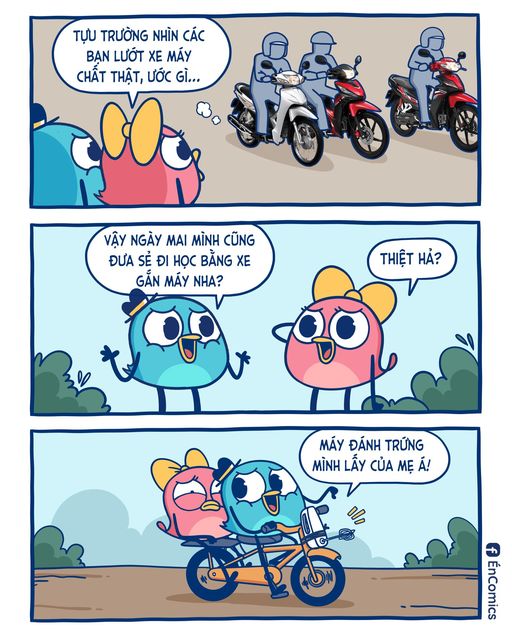 TỰU TRƯỜNG NHÌN CÁC
BẠN LƯỚT XE MÁY
CHẤT THẬT, ƯỚC GÌ...
VẬY NGÀY MAI MÌNH CŨNG
ĐƯA SẺ ĐI HỌC BẰNG XE
GẮN MÁY NHA?
THIỆT HẢ?
MÁY ĐÁNH TRỨNG
MÌNH LẤY CỦA MẸ Á!
ÉnComics